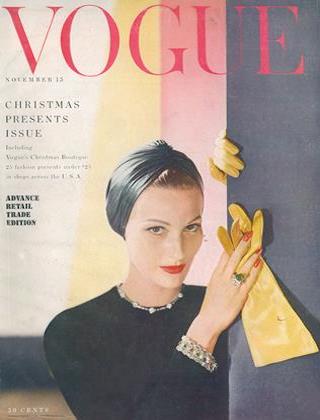 VOGUE
NOVEMBER 15
CHRISTMAS
PRESENTS
ISSUE
Including
Vogue's Christmas Boutique
25 fashion presents under $25
in shops across the U.S.A.
ADVANCE
RETAIL
TRADE
EDITION
50 CENTS